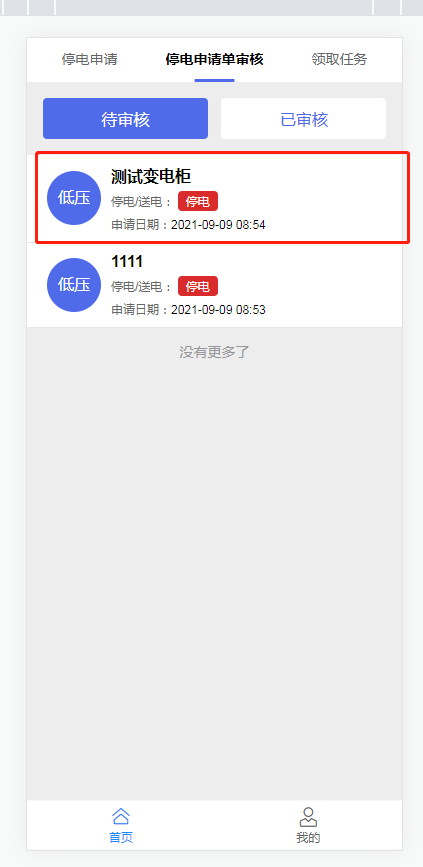 停电申请 停电申请单审核 领取任务
待审核 已审核
低压
测试变电柜
停电/送电： 停电
申请日期：2021-09-09 08:54
低压
1111
停电/送电： 停电
申请日期：2021-09-09 08:53
没有更多了
首页 我的